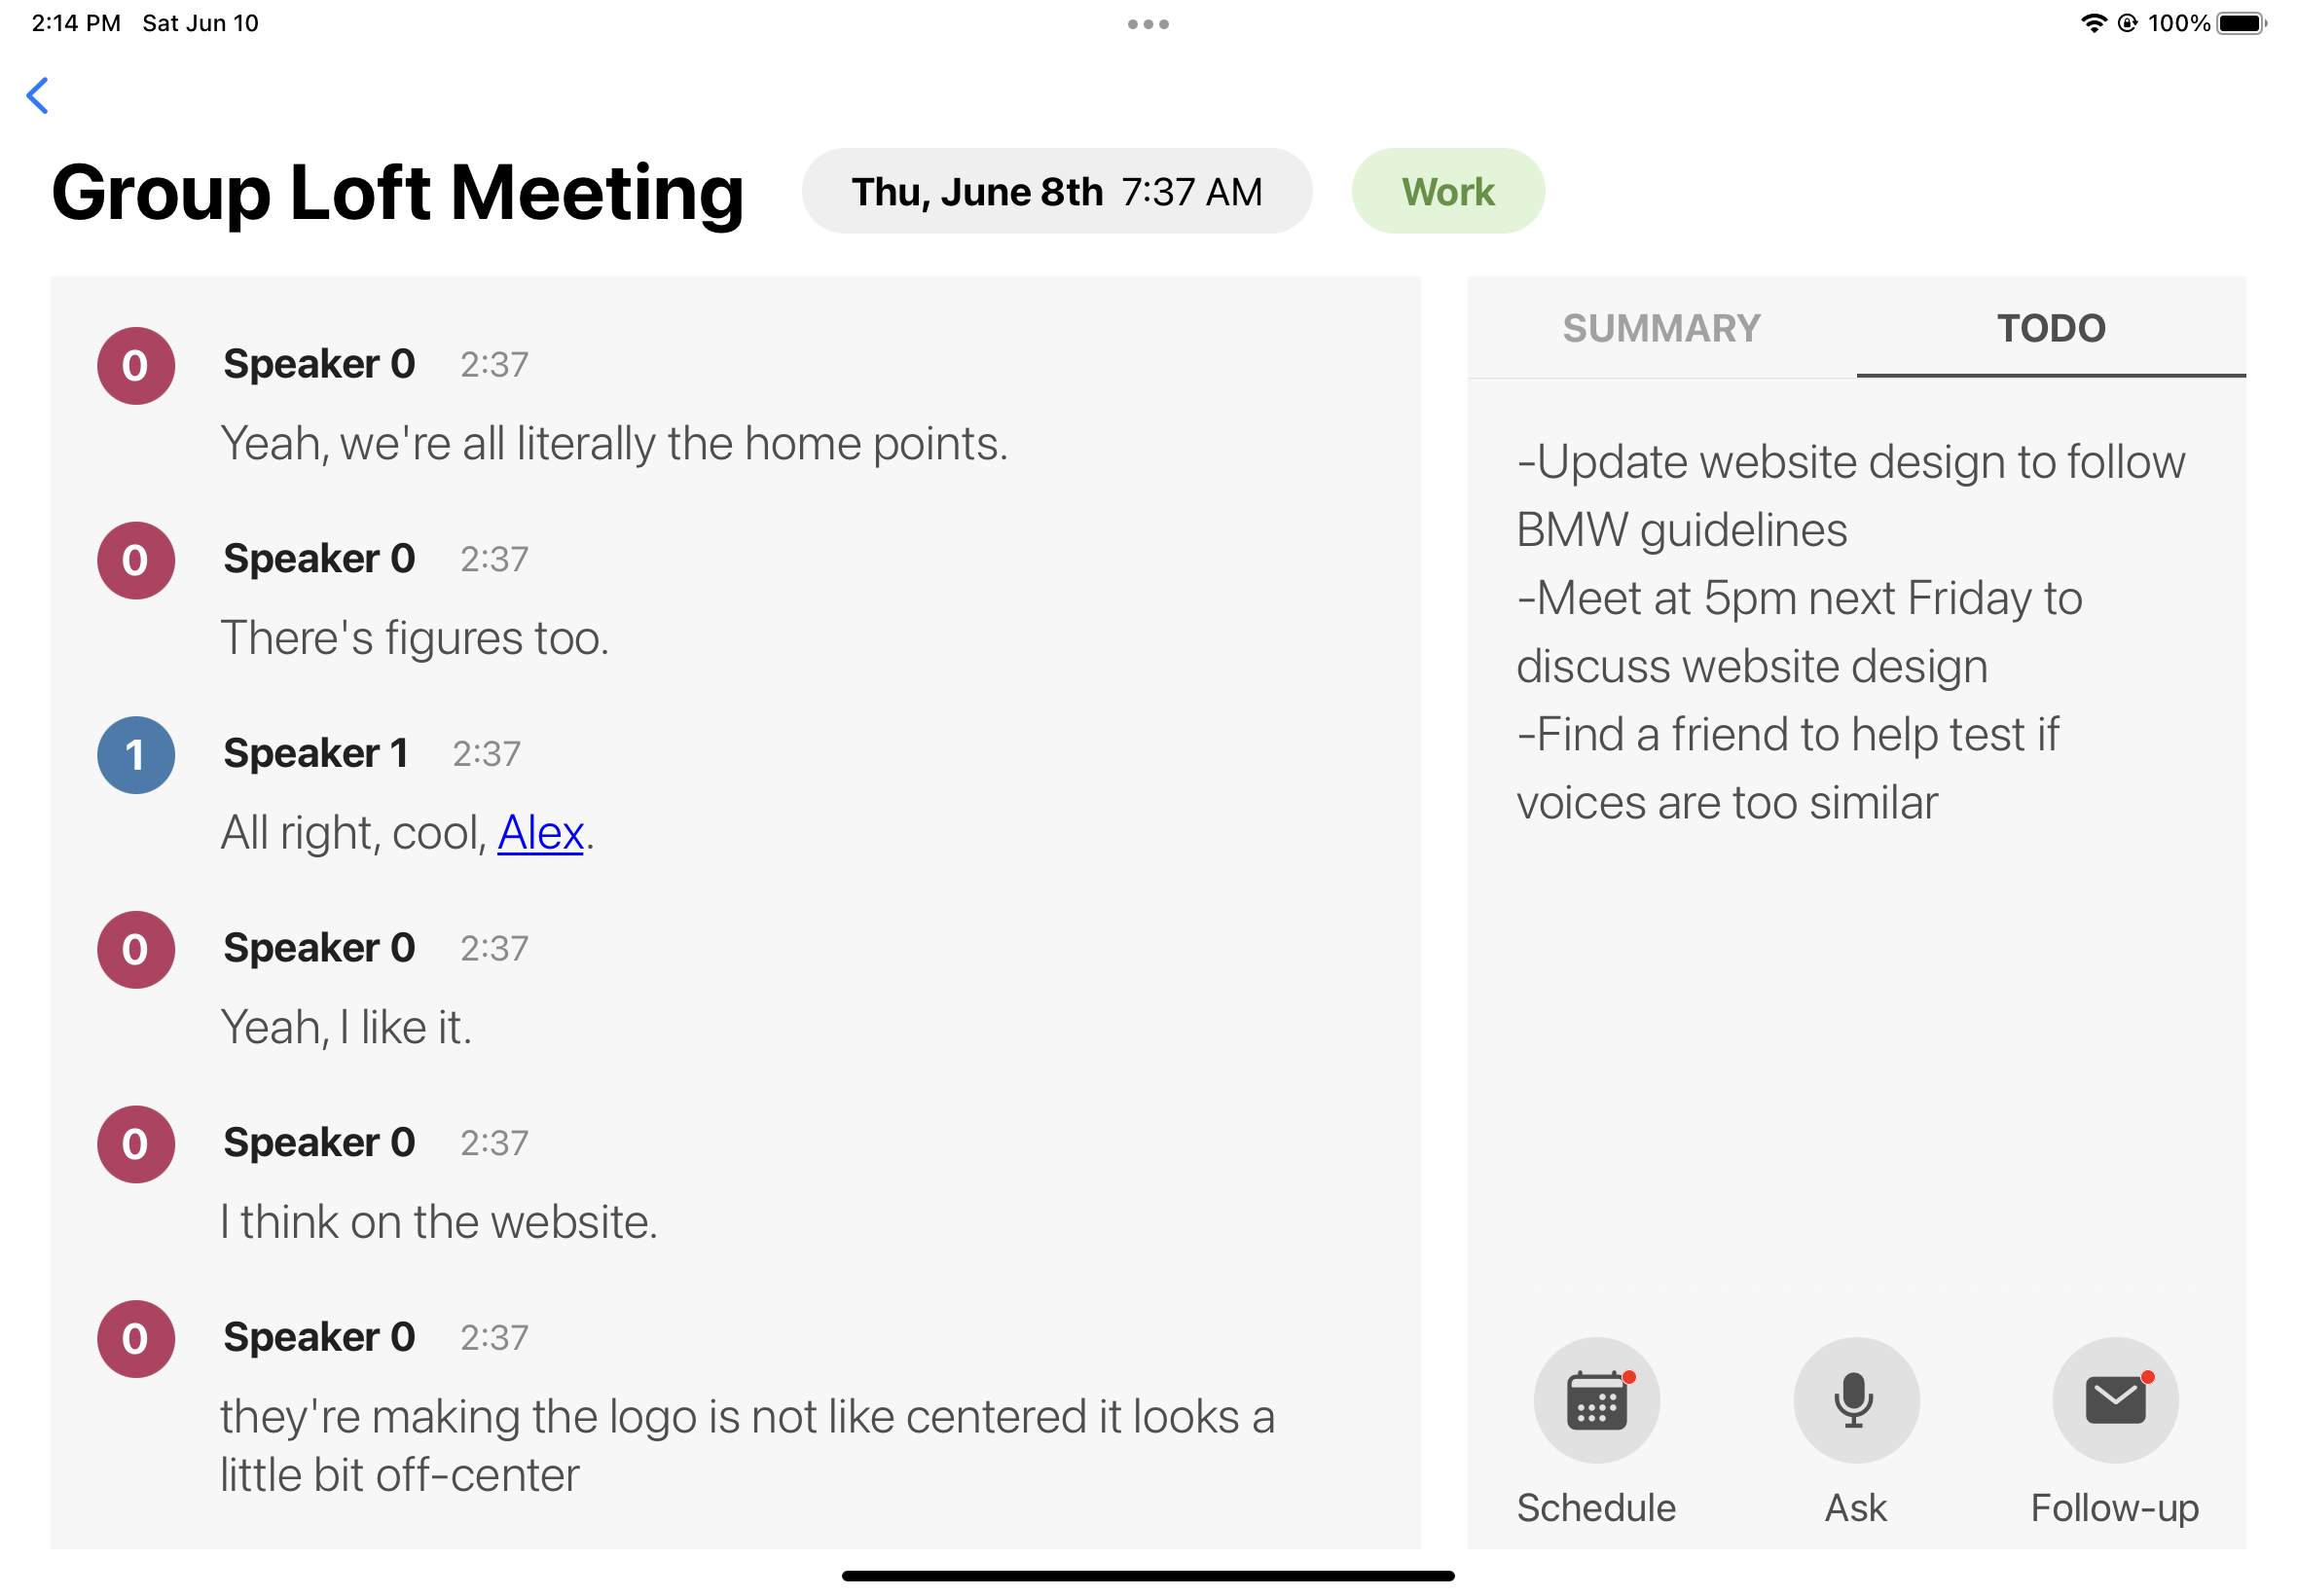 2:14 PM Sat Jun 10
100%
Group Loft Meeting
Thu, June 8th 7:37 AM
Work
0
Speaker 0 2:37
Yeah, we're all literally the home points.
0
Speaker 0 2:37
There's figures too.
1
Speaker 1 2:37
All right, cool, Alex.
0
Speaker 0 2:37
Yeah, I like it.
0
Speaker 0 2:37
I think on the website.
0
Speaker 0 2:37
they're making the logo is not like centered it looks a
little bit off-center
SUMMARY
TODO
-Update website design to follow
BMW guidelines
-Meet at 5pm next Friday to
discuss website design
-Find a friend to help test if
voices are too similar
Schedule
Ask
Follow-up